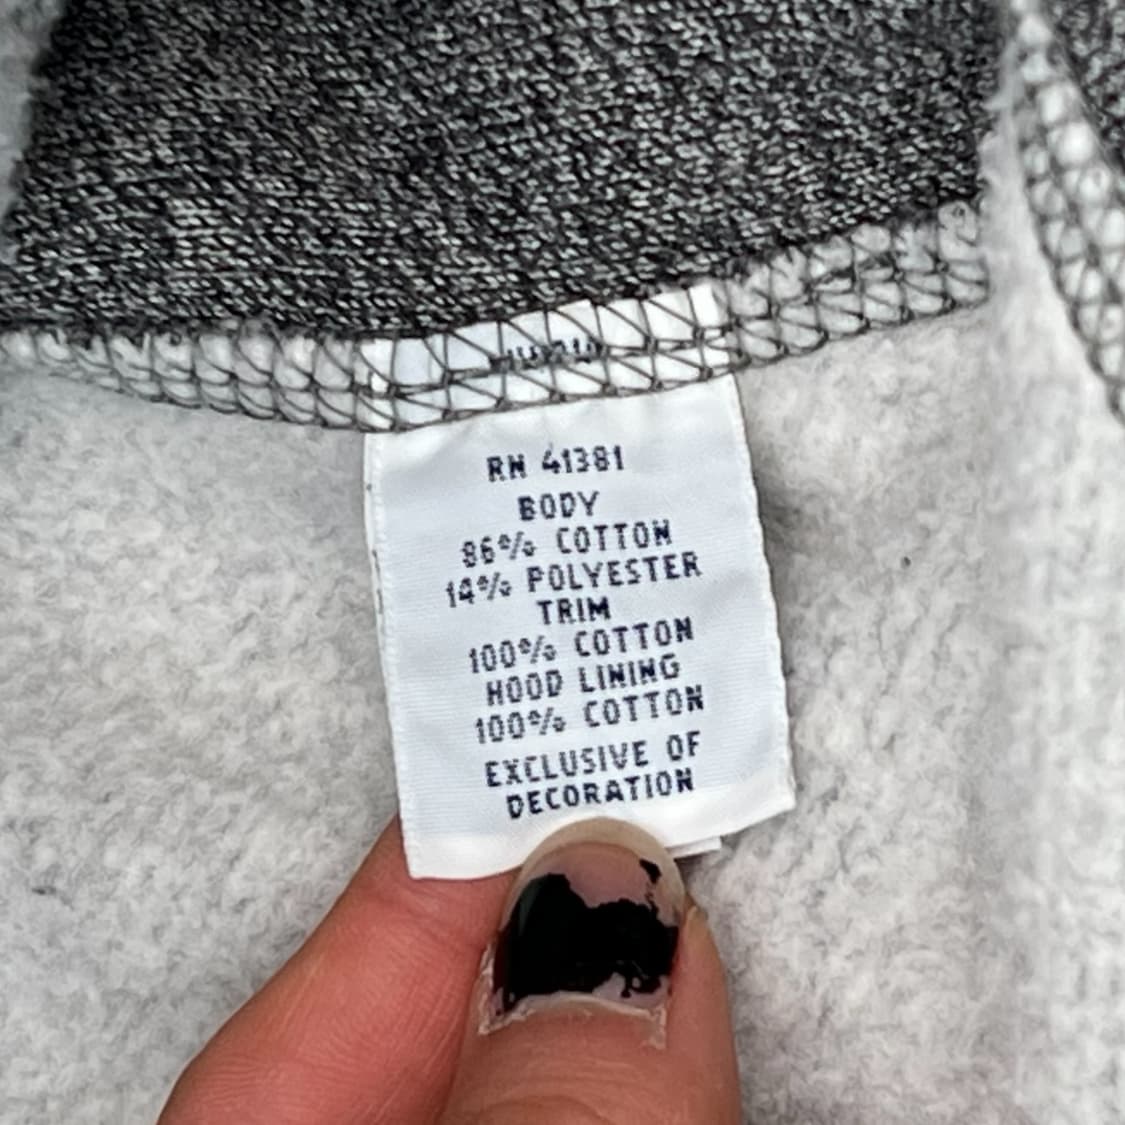 RN 41381
BODY
86% COTTON
14% POLYESTER
TRIM
100% COTTON
HOOD LINING
100% COTTON
EXCLUSIVE OF
DECORATION